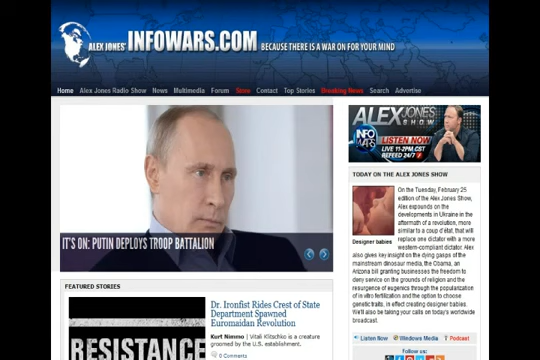 ALEX JONES' INFOWARS.COM BECAUSE THERE IS A WAR ON FOR YOUR MIND
Home Alex Jones Radio Show News Multimedia Forum Store Contact Top Stories Breaking News Search Advertise
IT'S ON: PUTIN DEPLOYS TROOP BATTALION
FEATURED STORIES
RESISTANCE
Dr. Ironfist Rides Crest of State
Department Spawned
Euromaidan Revolution
Kurt Nimmo | Vitali Klitschko is a creature
groomed by the U.S. establishment.
0 Comments
ALEX JONES
SHOW
INFO
WARS
LISTEN NOW
LIVE 11-2PM CST
REFEED 24/7
TODAY ON THE ALEX JONES SHOW
Designer babies
On the Tuesday, February 25
edition of the Alex Jones Show,
Alex expounds on the
developments in Ukraine in the
aftermath of a revolution, more
similar to a coup d'état, that will
replace one dictator with a more
western-compliant dictator. Alex
also gives key insight on the dying gasps of the
mainstream dinosaur media, the Obama, an
Arizona bill granting businesses the freedom to
deny service on the grounds of religion and the
resurgence of eugenics through the popularization
of in vitro fertilization and the option to choose
genetic traits, in effect creating designer babies.
We'll also be taking your calls on today's worldwide
broadcast.
Listen Now Windows Media Podcast
Follow us: